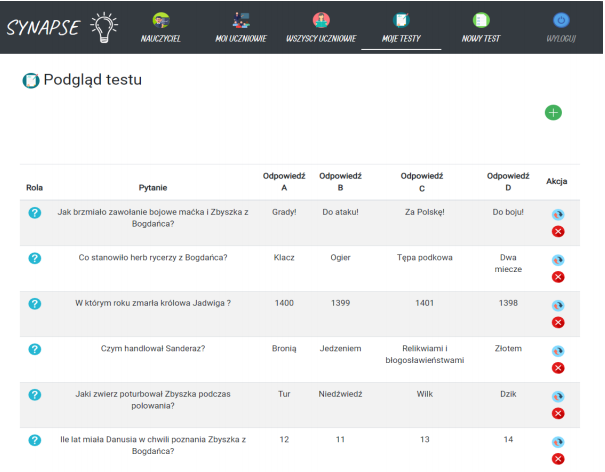 SYNAPSE
NAUCZYCIEL
MOI UCZNIOWIE
WSZYSCY UCZNIOWIE
MOJE TESTY
NOWY TEST
WYLOGUJ
Podgląd testu
Rola Pytanie Odpowiedź A Odpowiedź B Odpowiedź C Odpowiedź D Akcja
Jak brzmiało zawołanie bojowe maćka i Zbyszka z Grady! Do ataku! Za Polskę! Do boju!
Bogdańca?
Co stanowiło herb rycerzy z Bogdańca? Klacz Ogier Tępa podkowa Dwa
miecze
W którym roku zmarła królowa Jadwiga ? 1400 1399 1401 1398
Czym handlował Sanderaz? Bronią Jedzeniem Relikwiami i Złotem
błogosławieństwami
Jaki zwierz poturbował Zbyszka podczas Tur Niedźwiedź Wilk Dzik
polowania?
Ile lat miała Danusia w chwili poznania Zbyszka z 12 11 13 14
Bogdańca?